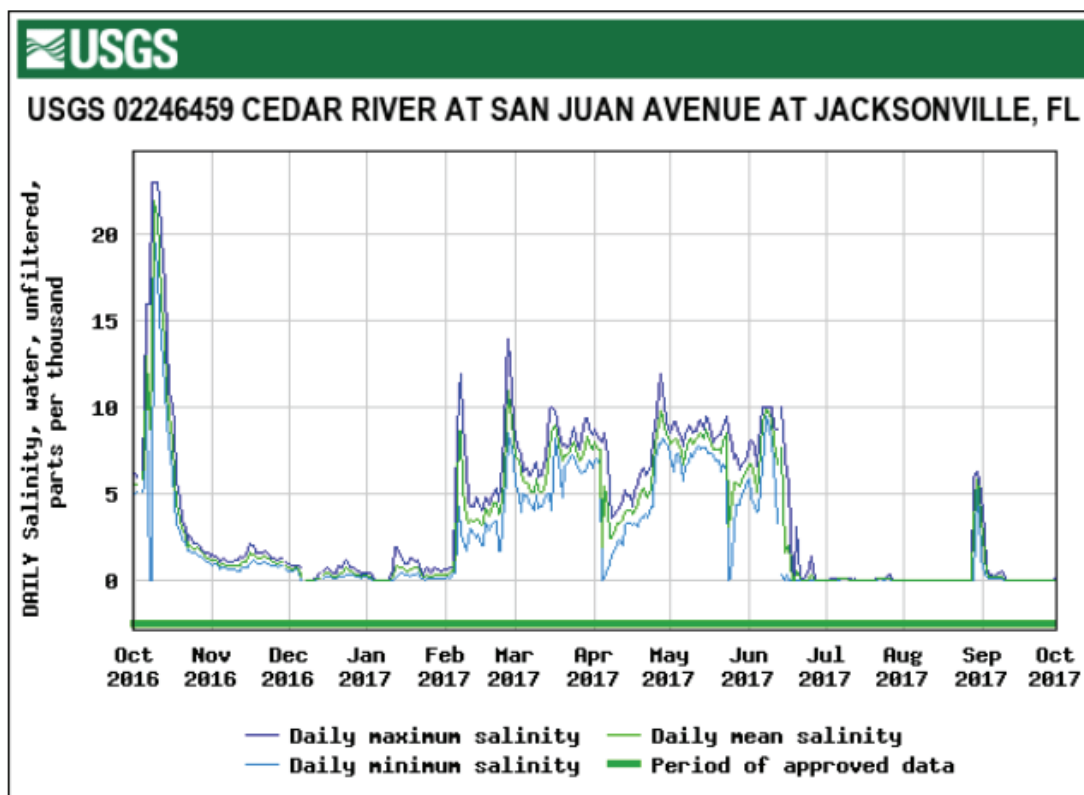 USGS
USGS 02246459 CEDAR RIVER AT SAN JUAN AVENUE AT JACKSONVILLE, FL
DAILY Salinity, water, unfiltered,
parts per thousand
20
15
10
5
0
Oct Nov Dec Jan Feb Mar Apr May Jun Jul Aug Sep Oct
2016 2016 2016 2017 2017 2017 2017 2017 2017 2017 2017 2017 2017
Daily maximum salinity Daily mean salinity
Daily minimum salinity Period of approved data